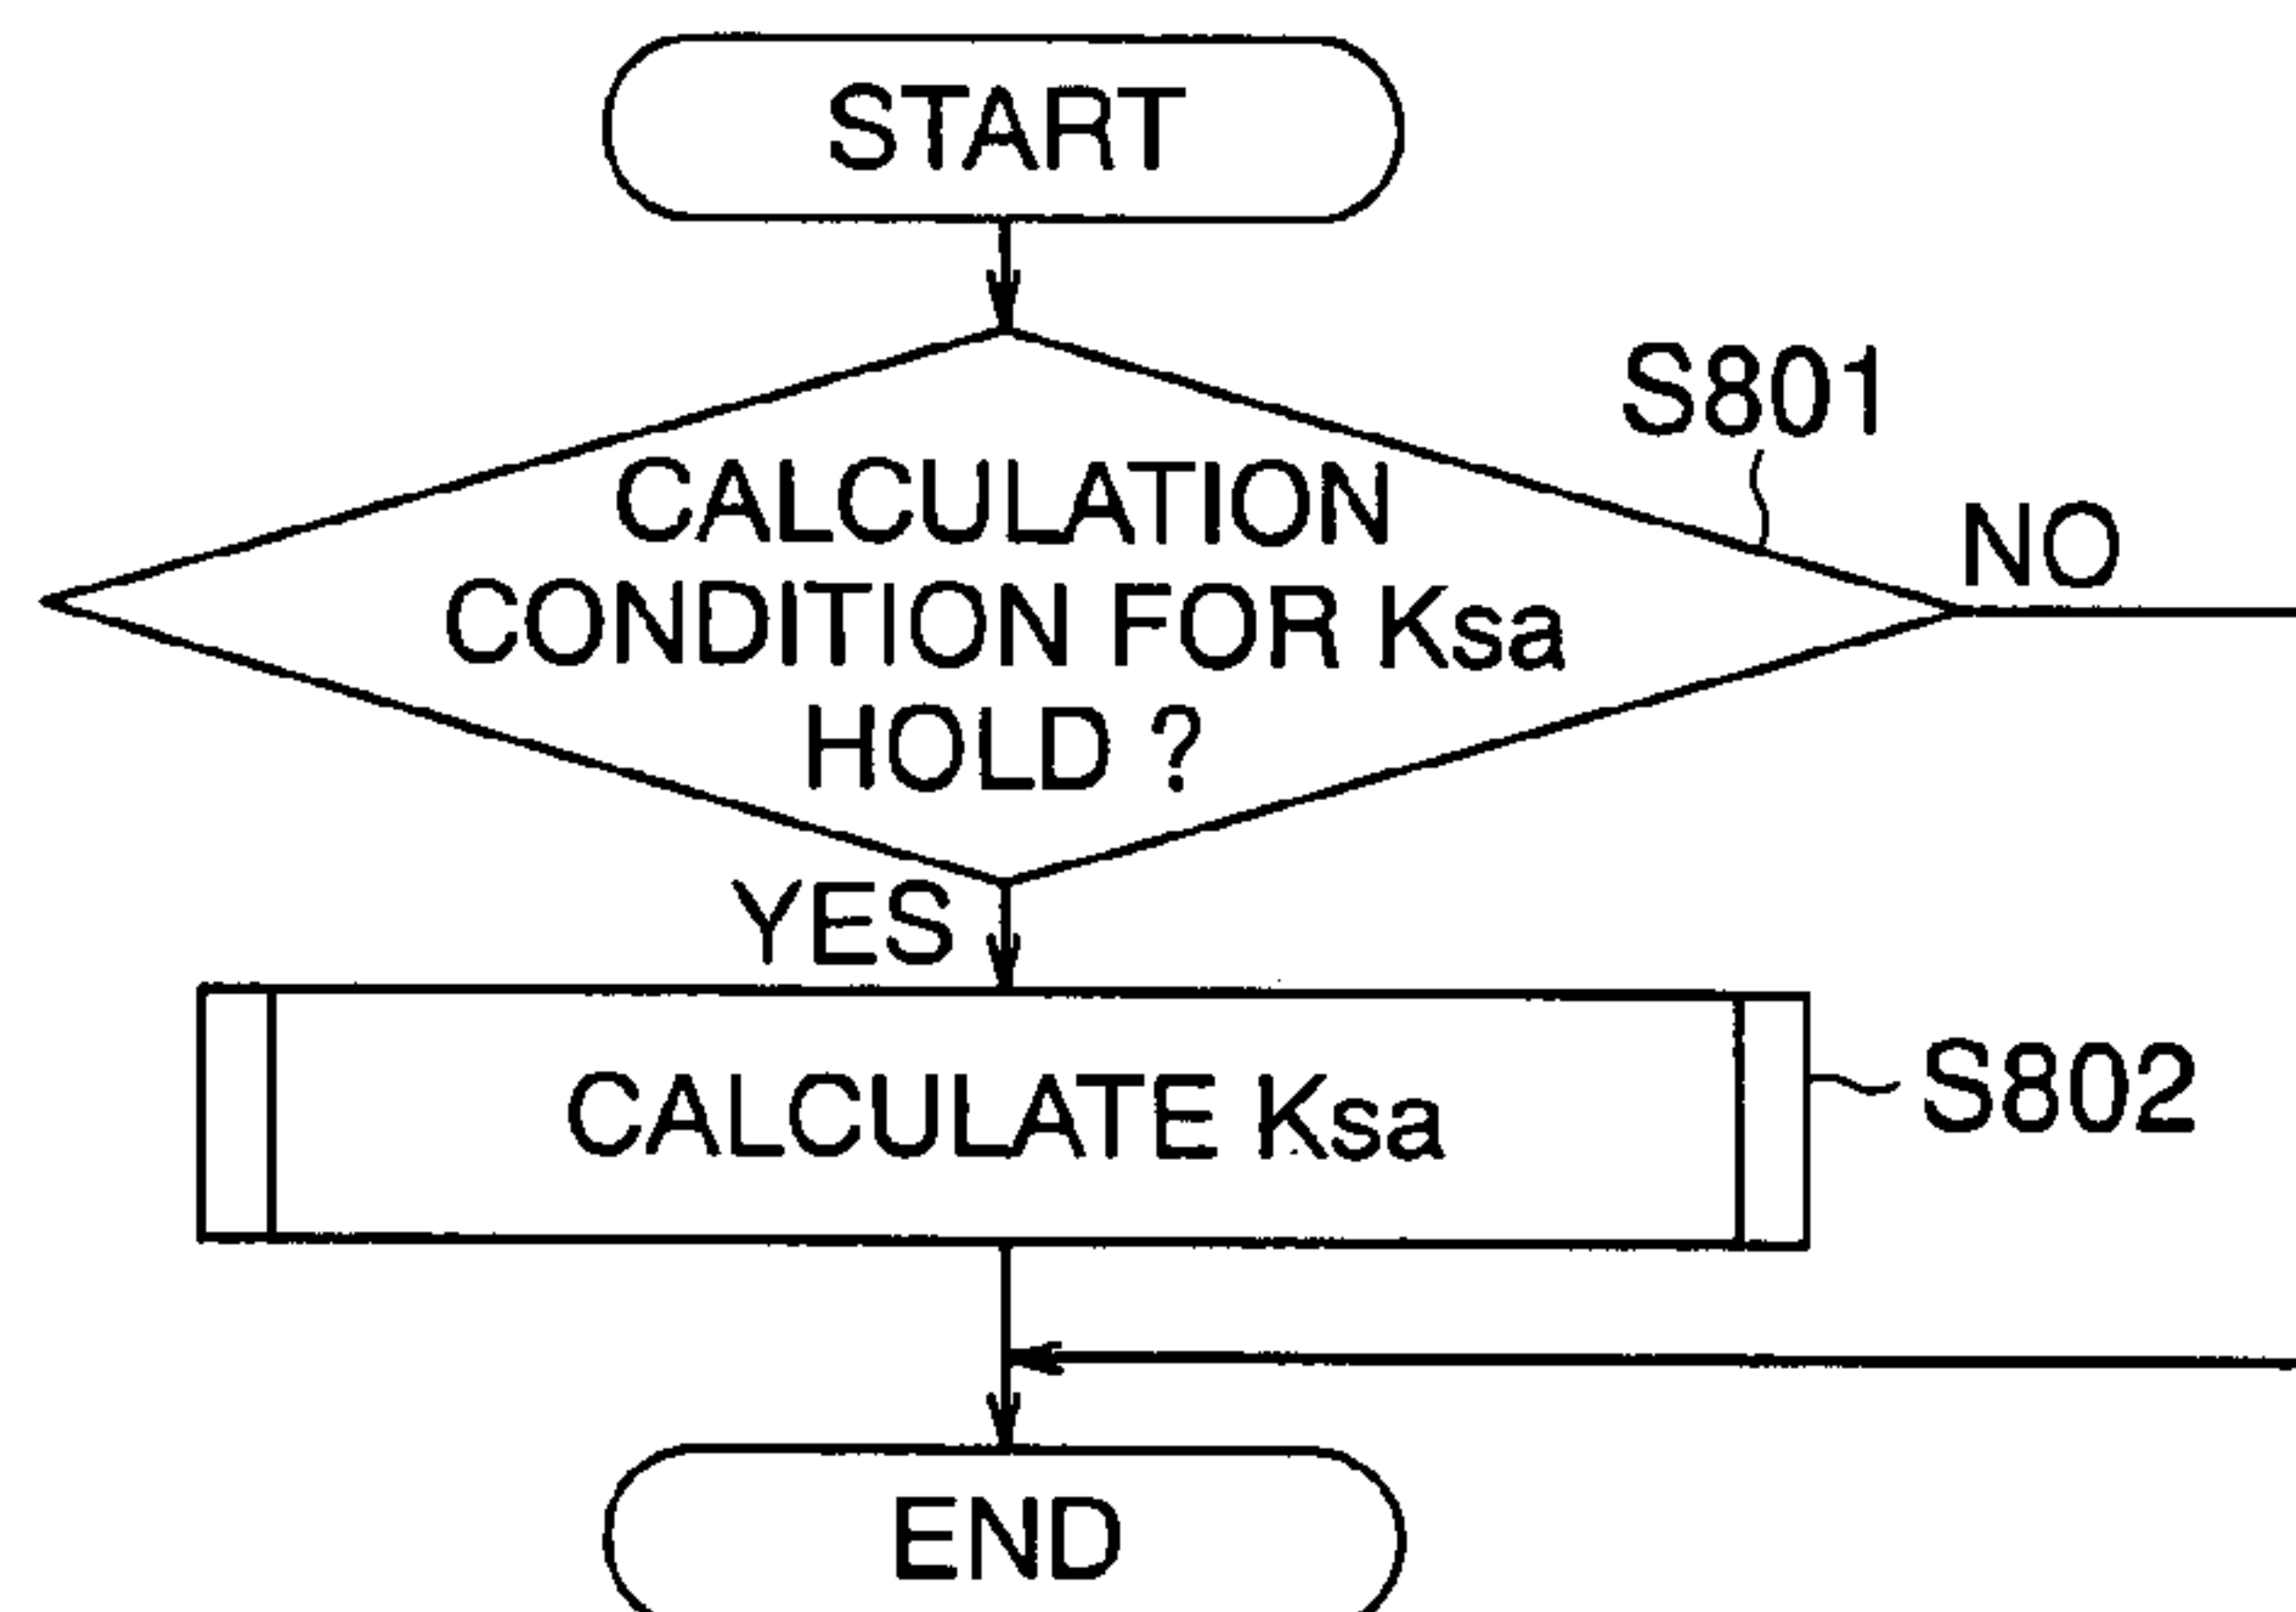 START
S801
CALCULATION
NO
CONDITION FOR Ksa
HOLD ?
YES
CALCULATE Ksa
S802
END